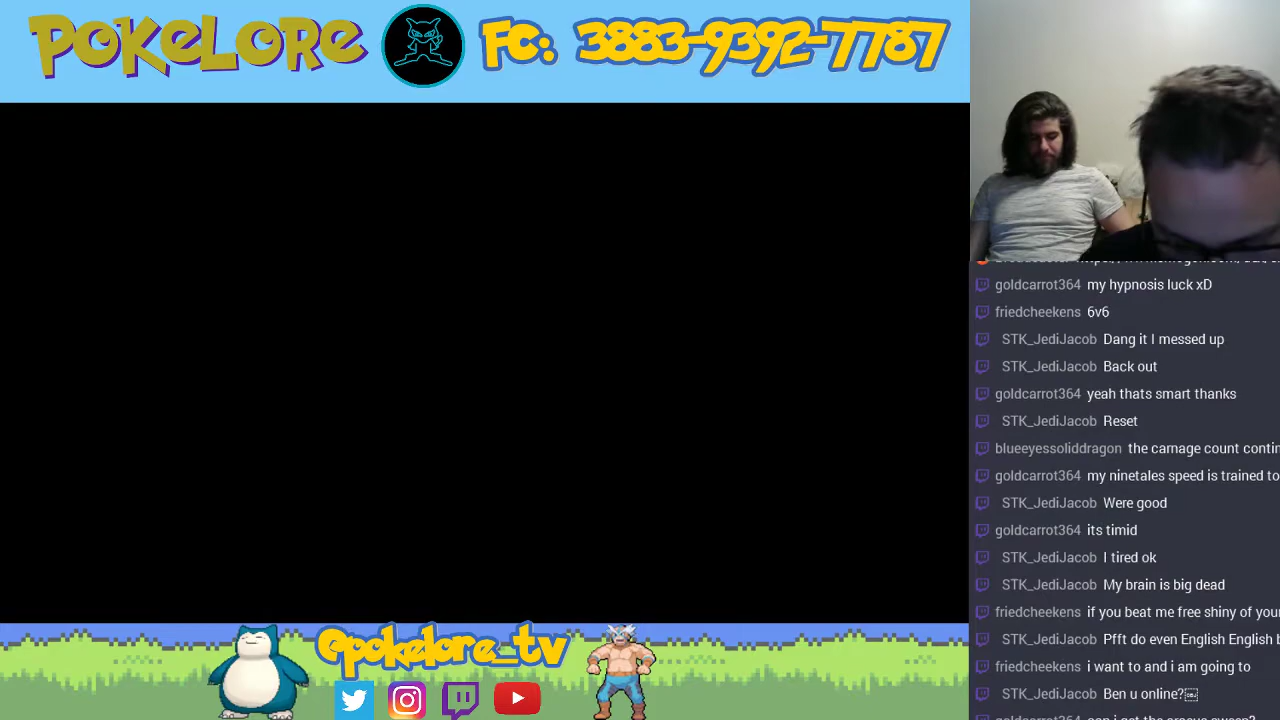 POKELORE FC: 3883-9392-7787
goldcarrot364 my hypnosis luck xD
friedcheekens 6v6
STK_JediJacob Dang it I messed up
STK_JediJacob Back out
goldcarrot364 yeah thats smart thanks
STK_JediJacob Reset
blueeyessoliddragon the carnage count contin
goldcarrot364 my ninetales speed is trained to
STK_JediJacob Were good
goldcarrot364 its timid
STK_JediJacob I tired ok
STK_JediJacob My brain is big dead
friedcheekens if you beat me free shiny of your
STK_JediJacob Pfft do even English English b
friedcheekens i want to and i am going to
STK_JediJacob Ben u online?
@pokelore_tv